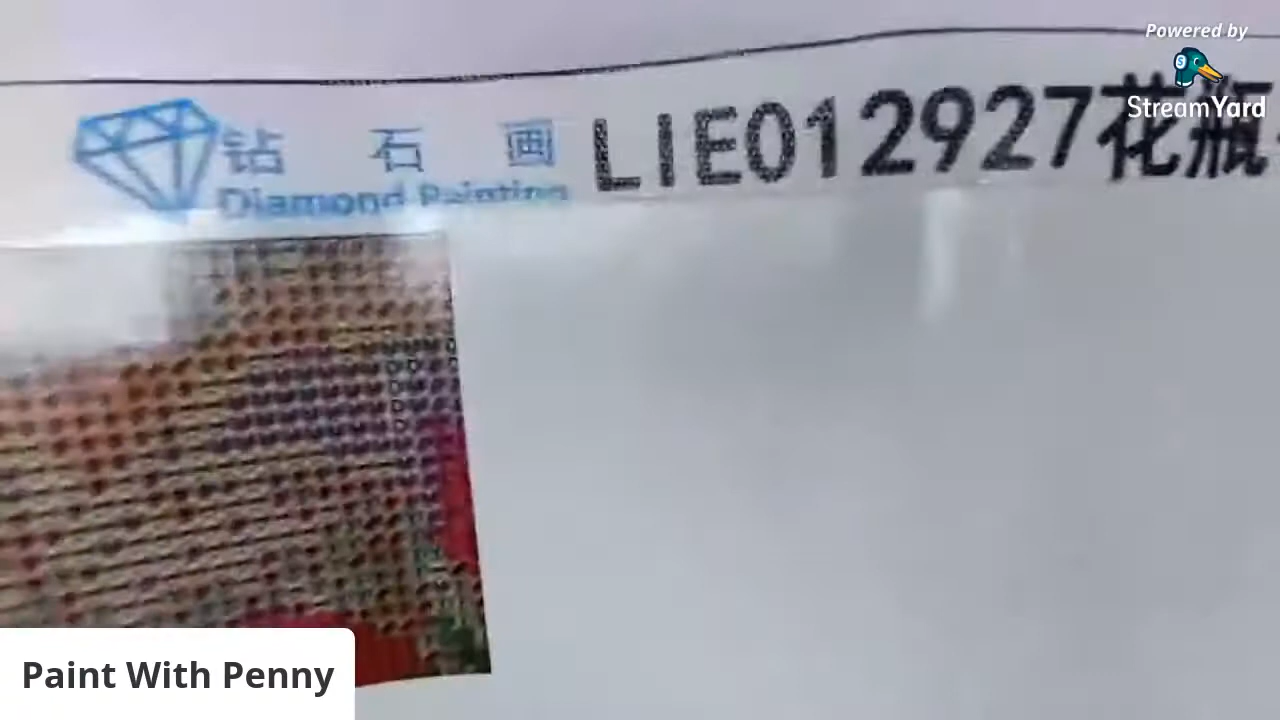 Powered by
StreamYard
钻 石 画
Diamond Painting
LIE012927花瓶
Paint With Penny